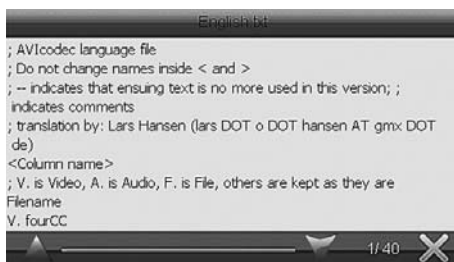 English.txt
; AVIcodec language file
; Do not change names inside < and >
; -- indicates that ensuing text is no more used in this version; ;
indicates comments
; translation by: Lars Hansen (lars DOT o DOT hansen AT gmx DOT
de)
<Column name>
; V. is Video, A. is Audio, F. is File, others are kept as they are
Filename
V. fourCC
1/40